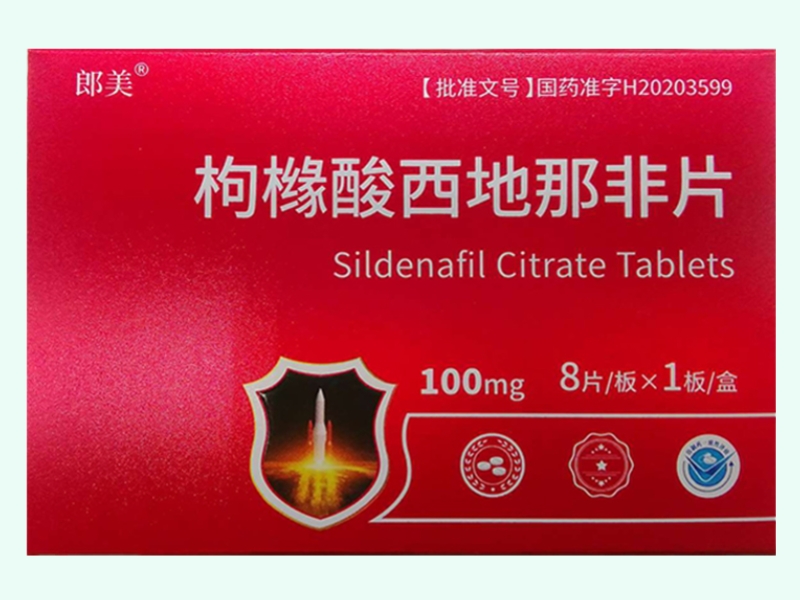 郎美®
【批准文号】国药准字H20203599
枸橼酸西地那非片
Sildenafil Citrate Tablets
100mg 8片/板×1板/盒